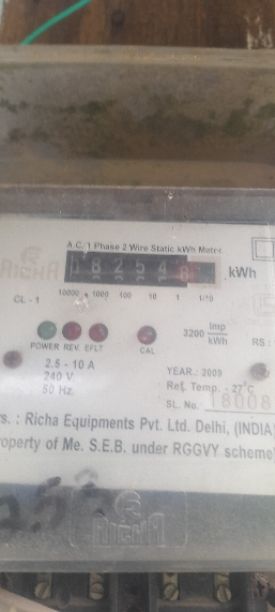 A.C. 1 Phase 2 Wire Static kWh Meter
RICHA
18254
kWh
10000 1000 100 10 1 1/10
CL - 1
POWER REV. EFLT
CAL
3200 Imp
kWh
RS :
2.5 - 10 A
240 V
50 Hz
YEAR.: 2009
Ref. Temp. - 27°C
SL. No. 18008
rs. : Richa Equipments Pvt. Ltd. Delhi, (INDIA)
operty of Me. S.E.B. under RGGVY scheme
RICHA